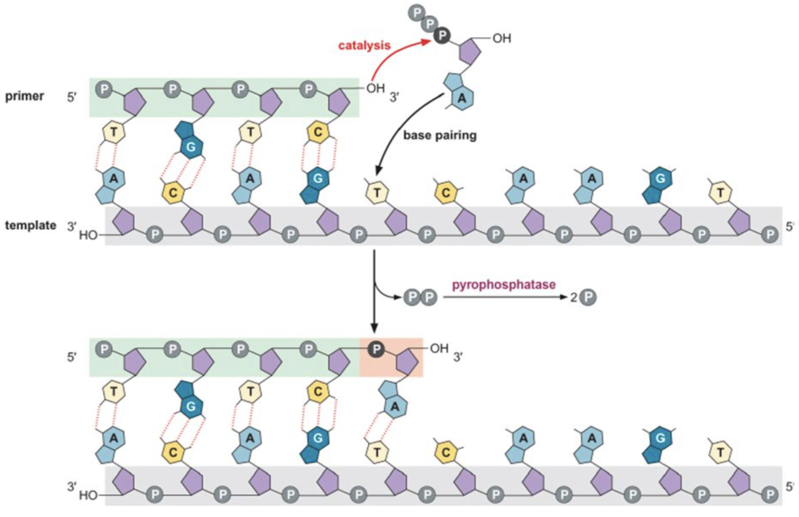 P P P
OH
catalysis
A
primer 5′ P P P P OH 3′
base pairing
T G T C
A C A G T C A A G T
template 3′ 5′
HO P P P P P P P P P P
P P pyrophosphatase 2 P
5′ P P P P P OH 3′
T G T C A
A C A G T C A A G T
3′ HO P P P P P P P P P P 5′